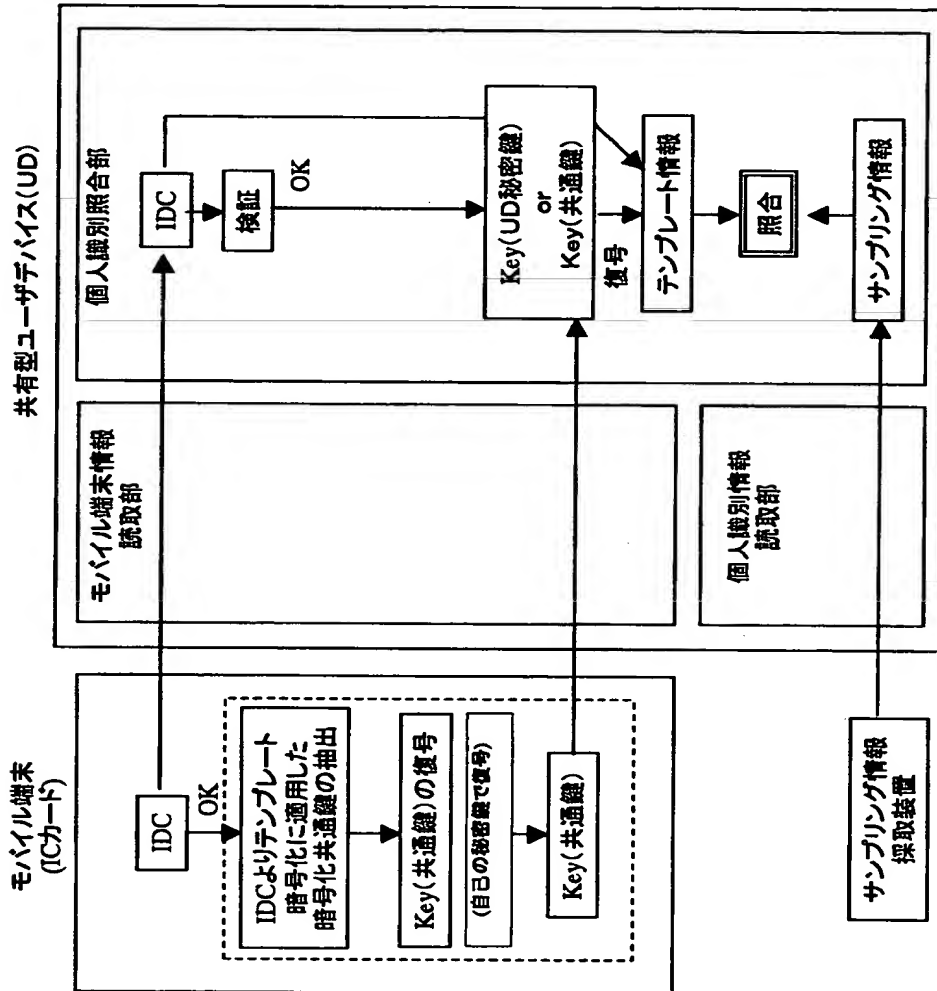 モバイル端末
(ICカード)
IDC
OK
IDCよりテンプレート
暗号化に適用した
暗号化共通鍵の抽出
Key(共通鍵)の復号
(自己の秘密鍵で復号)
Key(共通鍵)
サンプリング情報
採取装置
共有型ユーザデバイス(UD)
モバイル端末情報
読取部
個人識別情報
読取部
個人識別照合部
IDC
検証
OK
Key(UD秘密鍵)
or
Key(共通鍵)
復号
テンプレート情報
照合
サンプリング情報